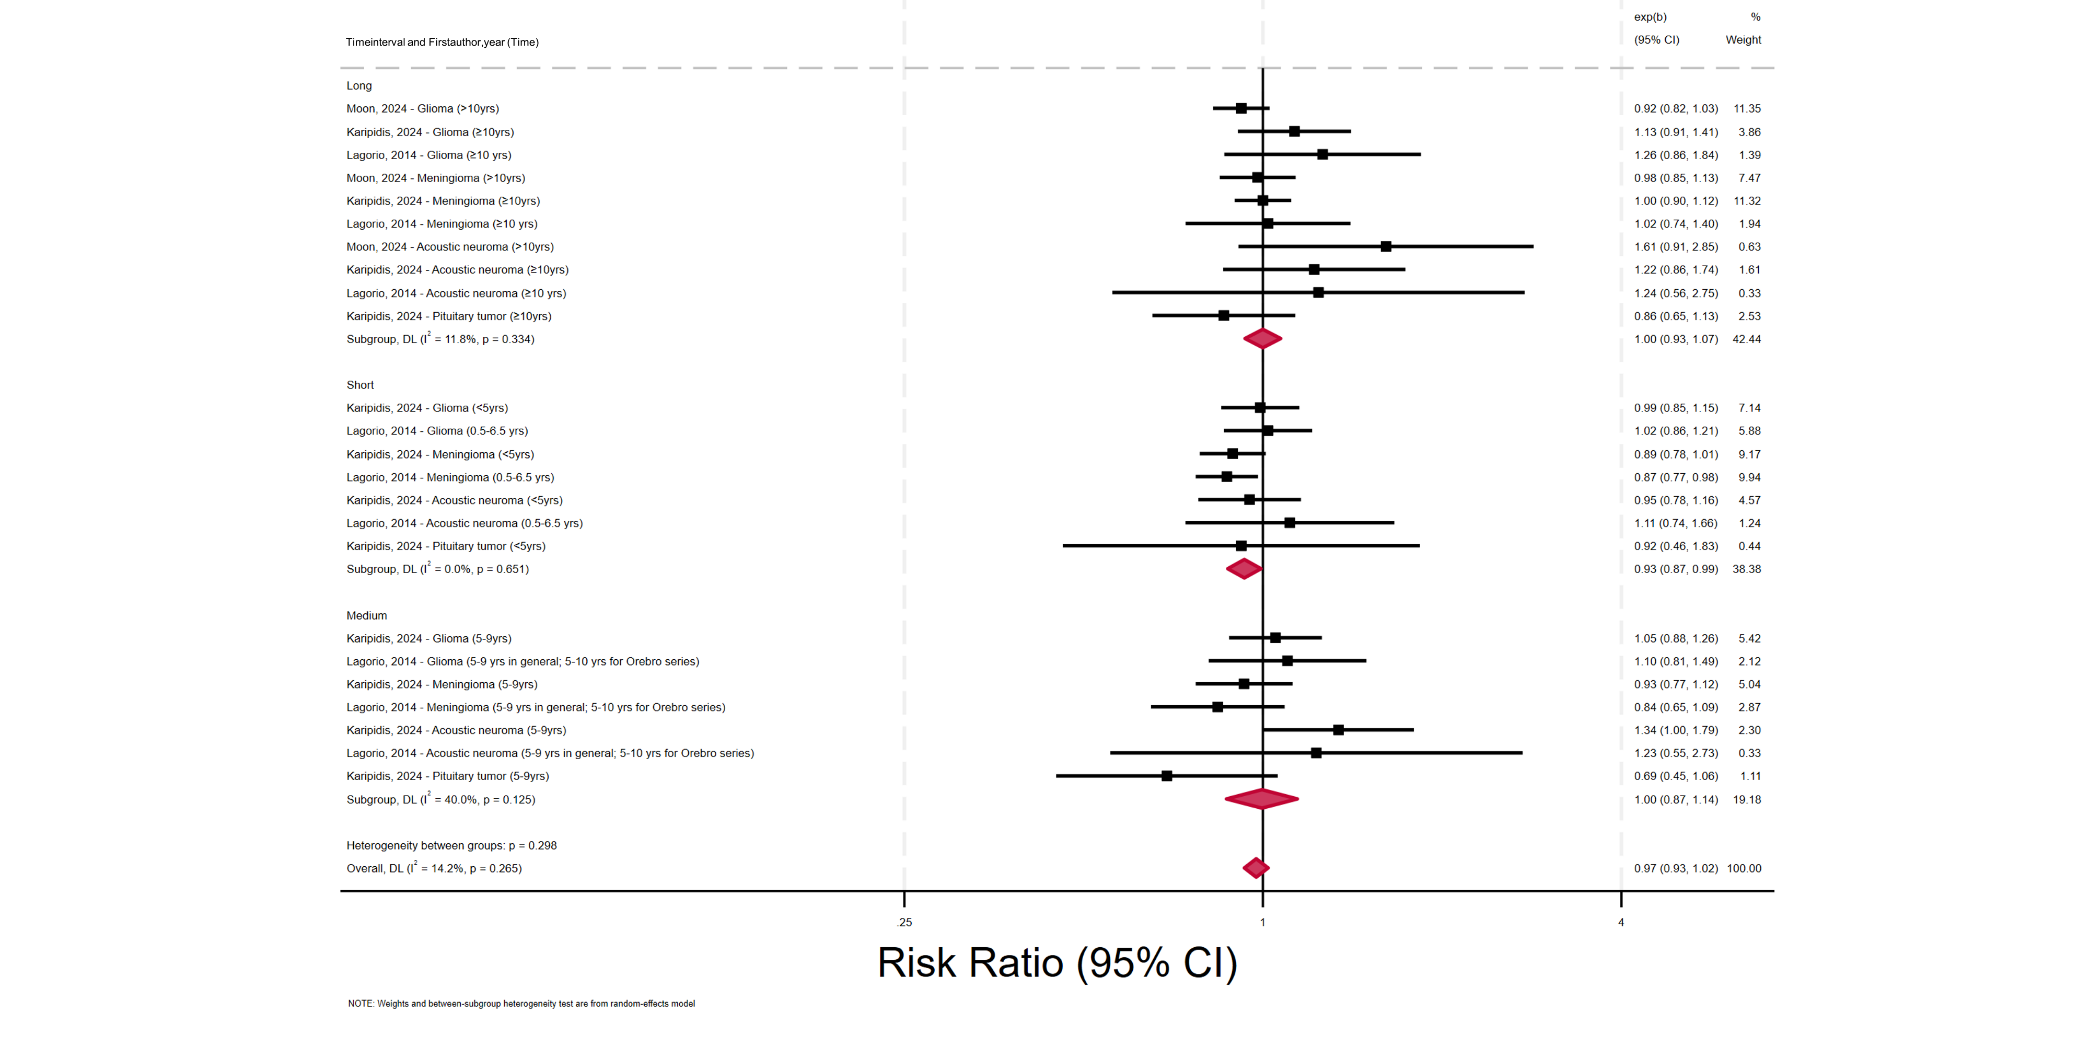 exp(b) %
Timeinterval and Firstauthor,year (Time) (95% CI) Weight
Long
Moon, 2024 - Glioma (>10yrs) 0.92 (0.82, 1.03) 11.35
Karipidis, 2024 - Glioma (≥10yrs) 1.13 (0.91, 1.41) 3.86
Lagorio, 2014 - Glioma (≥10 yrs) 1.26 (0.86, 1.84) 1.39
Moon, 2024 - Meningioma (>10yrs) 0.98 (0.85, 1.13) 7.47
Karipidis, 2024 - Meningioma (≥10yrs) 1.00 (0.90, 1.12) 11.32
Lagorio, 2014 - Meningioma (≥10 yrs) 1.02 (0.74, 1.40) 1.94
Moon, 2024 - Acoustic neuroma (>10yrs) 1.61 (0.91, 2.85) 0.63
Karipidis, 2024 - Acoustic neuroma (≥10yrs) 1.22 (0.86, 1.74) 1.61
Lagorio, 2014 - Acoustic neuroma (≥10 yrs) 1.24 (0.56, 2.75) 0.33
Karipidis, 2024 - Pituitary tumor (≥10yrs) 0.86 (0.65, 1.13) 2.53
Subgroup, DL (I² = 11.8%, p = 0.334) 1.00 (0.93, 1.07) 42.44
Short
Karipidis, 2024 - Glioma (<5yrs) 0.99 (0.85, 1.15) 7.14
Lagorio, 2014 - Glioma (0.5-6.5 yrs) 1.02 (0.86, 1.21) 5.88
Karipidis, 2024 - Meningioma (<5yrs) 0.89 (0.78, 1.01) 9.17
Lagorio, 2014 - Meningioma (0.5-6.5 yrs) 0.87 (0.77, 0.98) 9.94
Karipidis, 2024 - Acoustic neuroma (<5yrs) 0.95 (0.78, 1.16) 4.57
Lagorio, 2014 - Acoustic neuroma (0.5-6.5 yrs) 1.11 (0.74, 1.66) 1.24
Karipidis, 2024 - Pituitary tumor (<5yrs) 0.92 (0.46, 1.83) 0.44
Subgroup, DL (I² = 0.0%, p = 0.651) 0.93 (0.87, 0.99) 38.38
Medium
Karipidis, 2024 - Glioma (5-9yrs) 1.05 (0.88, 1.26) 5.42
Lagorio, 2014 - Glioma (5-9 yrs in general; 5-10 yrs for Orebro series) 1.10 (0.81, 1.49) 2.12
Karipidis, 2024 - Meningioma (5-9yrs) 0.93 (0.77, 1.12) 5.04
Lagorio, 2014 - Meningioma (5-9 yrs in general; 5-10 yrs for Orebro series) 0.84 (0.65, 1.09) 2.87
Karipidis, 2024 - Acoustic neuroma (5-9yrs) 1.34 (1.00, 1.79) 2.30
Lagorio, 2014 - Acoustic neuroma (5-9 yrs in general; 5-10 yrs for Orebro series) 1.23 (0.55, 2.73) 0.33
Karipidis, 2024 - Pituitary tumor (5-9yrs) 0.69 (0.45, 1.06) 1.11
Subgroup, DL (I² = 40.0%, p = 0.125) 1.00 (0.87, 1.14) 19.18
Heterogeneity between groups: p = 0.298
Overall, DL (I² = 14.2%, p = 0.265) 0.97 (0.93, 1.02) 100.00
.25 1 4
Risk Ratio (95% CI)
NOTE: Weights and between-subgroup heterogeneity test are from random-effects model